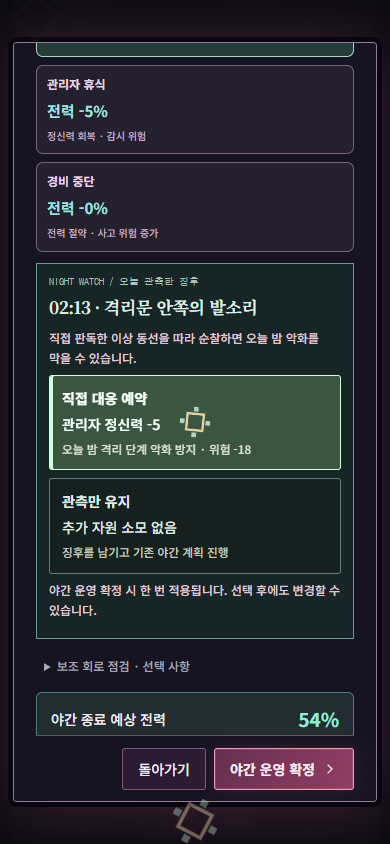 관리자 휴식
전력 -5%
정신력 회복 · 감시 위험
경비 중단
전력 -0%
전력 절약 · 사고 위험 증가
NIGHT WATCH / 오늘 관측한 징후
02:13 · 격리문 안쪽의 발소리
직접 판독한 이상 동선을 따라 순찰하면 오늘 밤 악화를
막을 수 있습니다.
직접 대응 예약
관리자 정신력 -5
오늘 밤 격리 단계 악화 방지 · 위험 -18
관측만 유지
추가 자원 소모 없음
징후를 남기고 기존 야간 계획 진행
야간 운영 확정 시 한 번 적용됩니다. 선택 후에도 변경할 수
있습니다.
▶ 보조 회로 점검 · 선택 사항
야간 종료 예상 전력 54%
돌아가기 야간 운영 확정 >